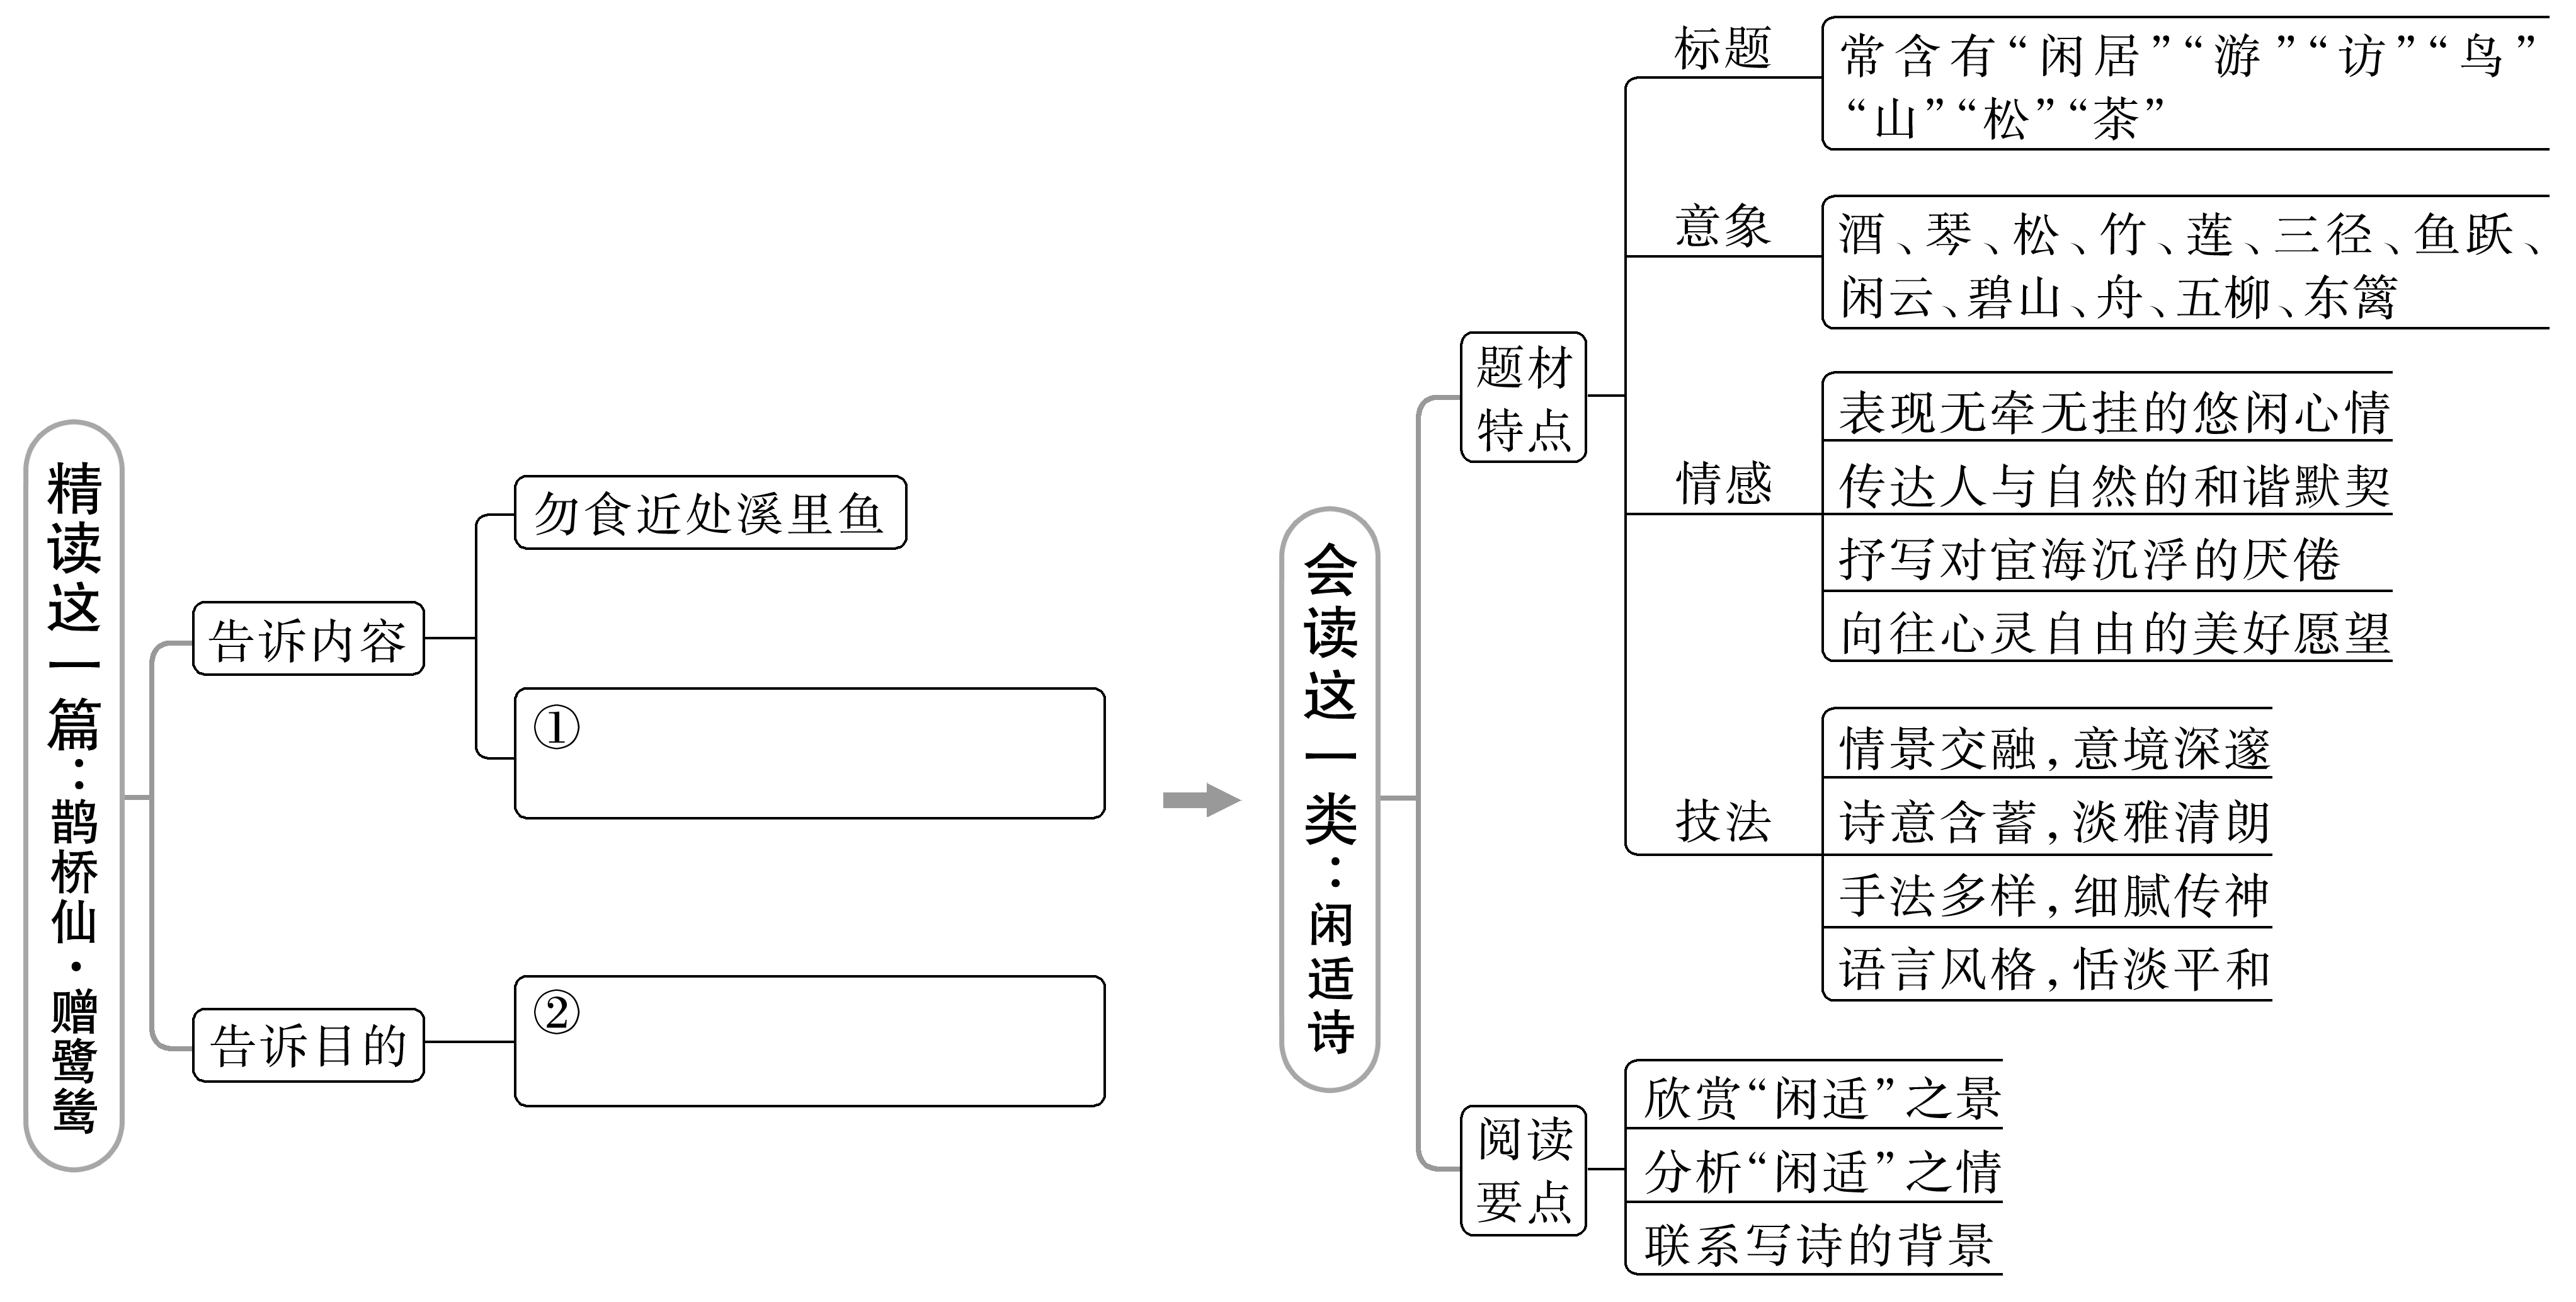 精读这一篇：鹊桥仙·赠鹭鸶
告诉内容
勿食近处溪里鱼
①
告诉目的
②
会读这一类：闲适诗
题材
特点
标题
常含有“闲居”“游”“访”“鸟”
“山”“松”“茶”
意象
酒、琴、松、竹、莲、三径、鱼跃、
闲云、碧山、舟、五柳、东篱
情感
表现无牵无挂的悠闲心情
传达人与自然的和谐默契
抒写对宦海沉浮的厌倦
向往心灵自由的美好愿望
技法
情景交融，意境深邃
诗意含蓄，淡雅清朗
手法多样，细腻传神
语言风格，恬淡平和
阅读
要点
欣赏“闲适”之景
分析“闲适”之情
联系写诗的背景